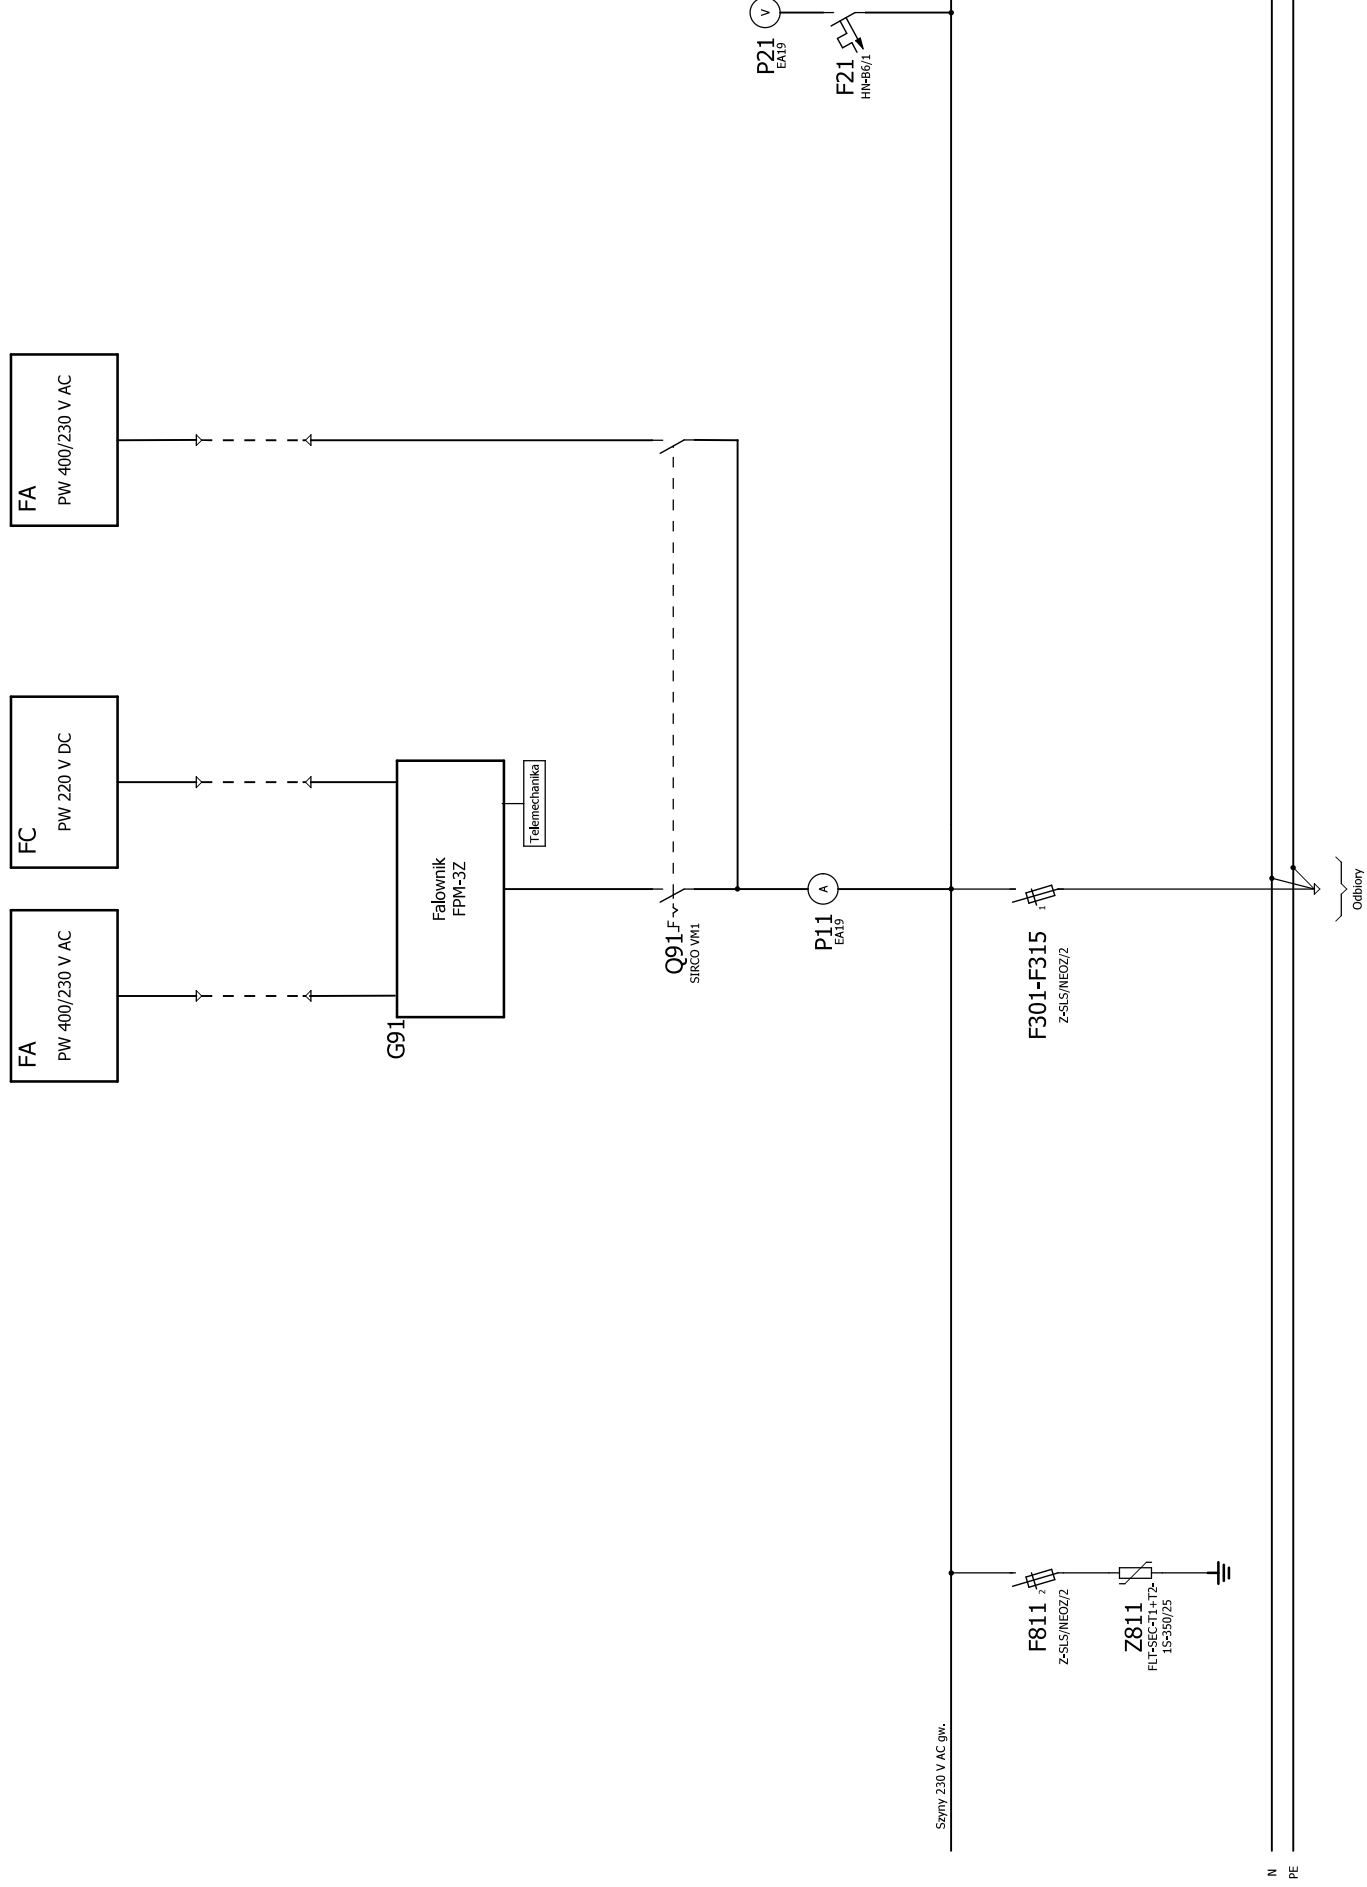 FA
PW 400/230 V AC
FC
PW 220 V DC
FA
PW 400/230 V AC
G91
Falownik
FPM-3Z
Telemechanika
Q91
SIRCO VM1
A
P11
EA19
V
P21
EA19
F21
HN-B6/1
Szyny 230 V AC gw.
F811
2
Z-SLS/NEOZ/2
Z811
FLT-SEC-T1+T2-
1S-350/25
F301-F315
1
Z-SLS/NEOZ/2
N
PE
Odbiory